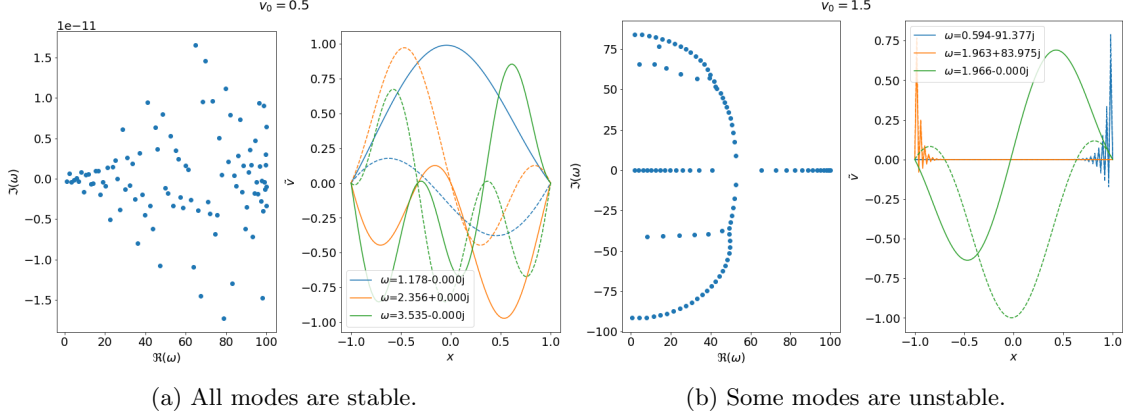 v₀ = 0.5
1e−11
1.5
1.0
0.5
0.0
−0.5
−1.0
−1.5
ℑ(ω)
0 20 40 60 80 100
ℜ(ω)
1.00
0.75
0.50
0.25
0.00
−0.25
−0.50
−0.75
−1.00
ṽ
ω=1.178-0.000j
ω=2.356+0.000j
ω=3.535-0.000j
−1.0 −0.5 0.0 0.5 1.0
x
(a) All modes are stable.
v₀ = 1.5
75
50
25
0
−25
−50
−75
−100
ℑ(ω)
0 20 40 60 80 100
ℜ(ω)
0.75
0.50
0.25
0.00
−0.25
−0.50
−0.75
−1.00
ṽ
ω=0.594-91.377j
ω=1.963+83.975j
ω=1.966-0.000j
−1.0 −0.5 0.0 0.5 1.0
x
(b) Some modes are unstable.